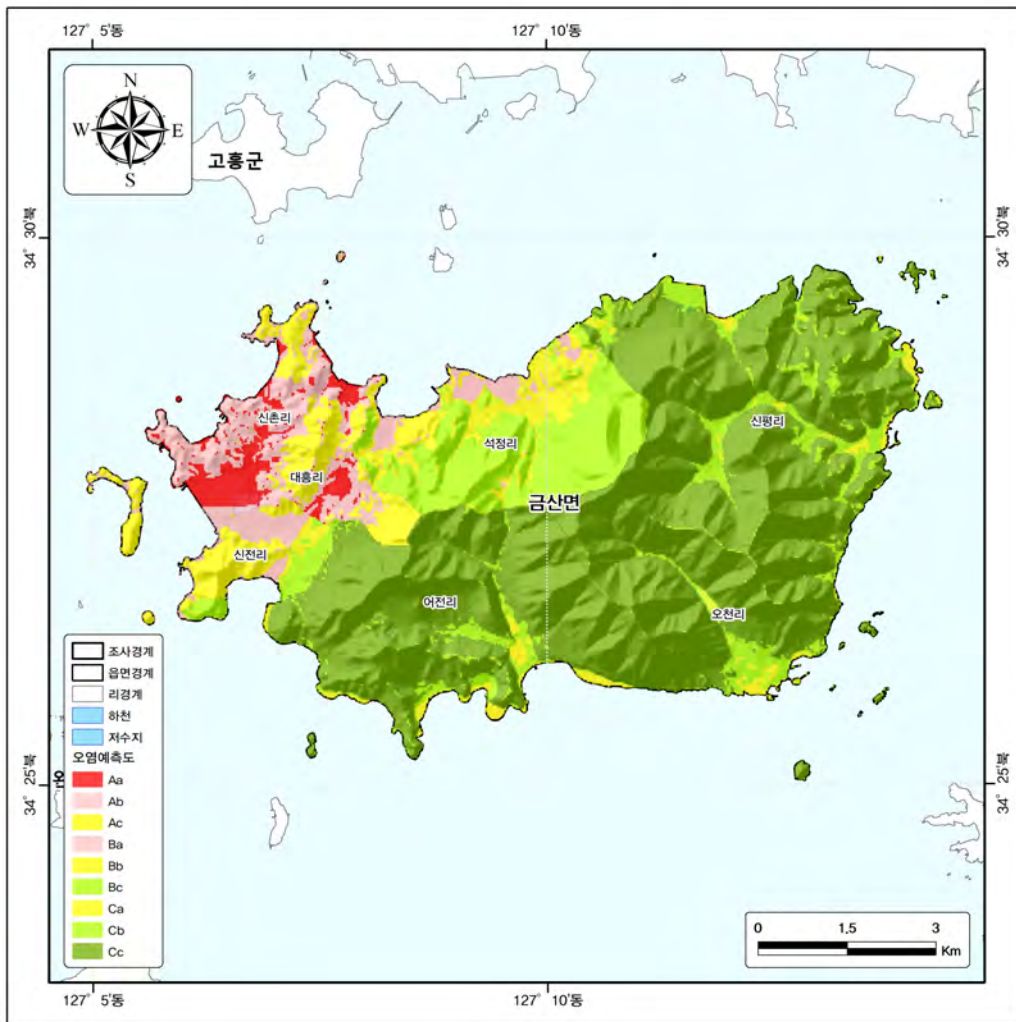 127° 5'동
127° 10'동
34° 30'북
34° 30'북
N
W
E
S
고흥군
신촌리
대흥리
석정리
신평리
금산면
신전리
어전리
오천리
조사경계
읍면경계
리경계
하천
저수지
오염예측도
Aa
Ab
Ac
Ba
Bb
Bc
Ca
Cb
Cc
34° 25'북
34° 25'북
0
1.5
3
Km
127° 5'동
127° 10'동